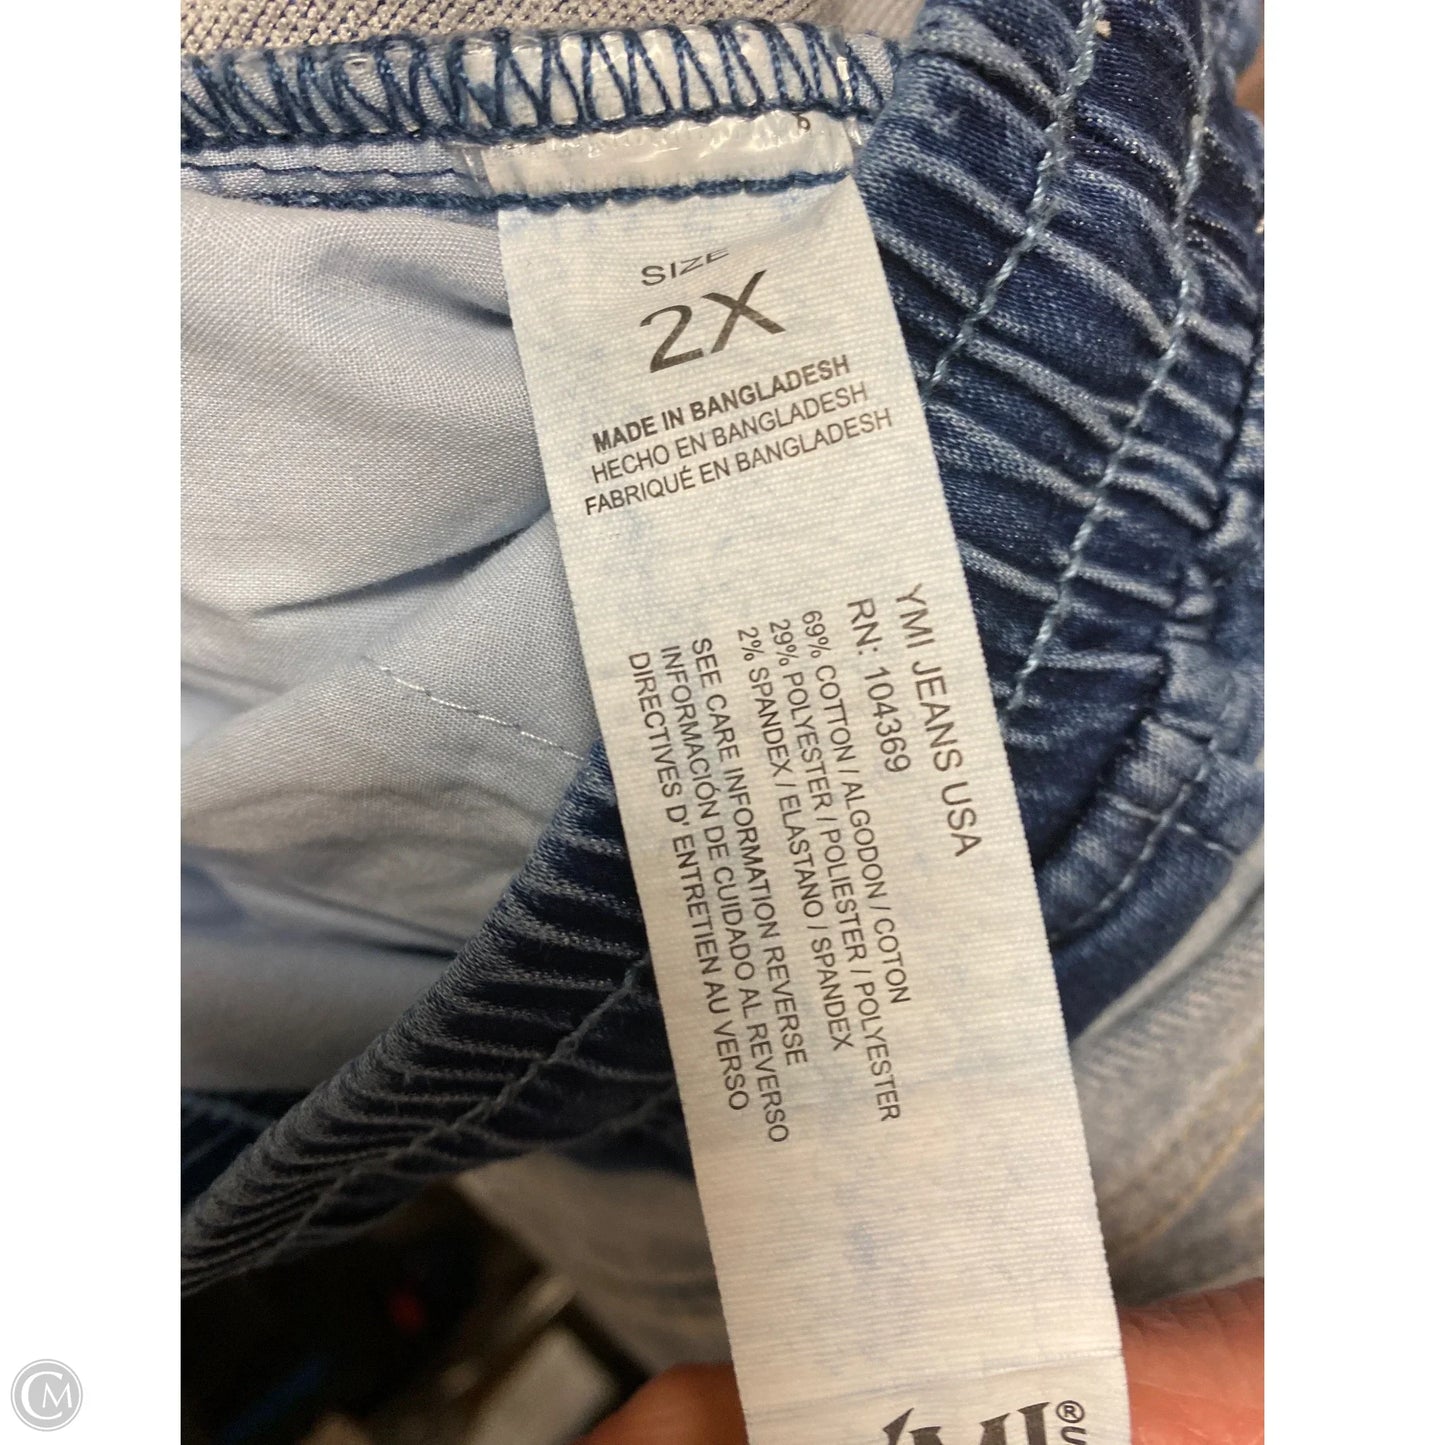 SIZE
2X
MADE IN BANGLADESH
HECHO EN BANGLADESH
FABRIQUÉ EN BANGLADESH
YMI JEANS USA
RN: 104369
69% COTTON / ALGODON / COTON
29% POLYESTER / POLIESTER / POLYESTER
2% SPANDEX / ELASTANO / SPANDEX
SEE CARE INFORMATION REVERSE
INFORMACIÓN DE CUIDADO AL REVERSO
DIRECTIVES D' ENTRETIEN AU VERSO
YMI®
CM